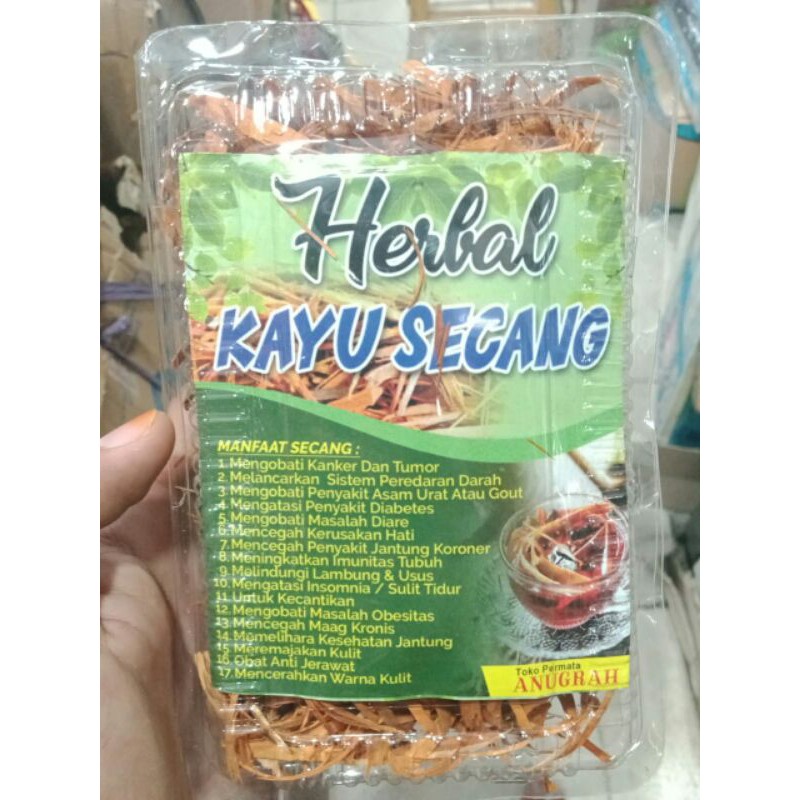 Herbal
KAYU SECANG
MANFAAT SECANG :
1. Mengobati Kanker Dan Tumor
2. Melancarkan Sistem Peredaran Darah
3. Mengobati Penyakit Asam Urat Atau Gout
4. Mengatasi Penyakit Diabetes
5. Mengobati Masalah Diare
6. Mencegah Kerusakan Hati
7. Mencegah Penyakit Jantung Koroner
8. Meningkatkan Imunitas Tubuh
9. Melindungi Lambung & Usus
10. Mengatasi Insomnia / Sulit Tidur
11. Untuk Kecantikan
12. Mengobati Masalah Obesitas
13. Mencegah Maag Kronis
14. Memelihara Kesehatan Jantung
15. Meremajakan Kulit
16. Obat Anti Jerawat
17. Mencerahkan Warna Kulit
Toko Permata
ANUGRAH